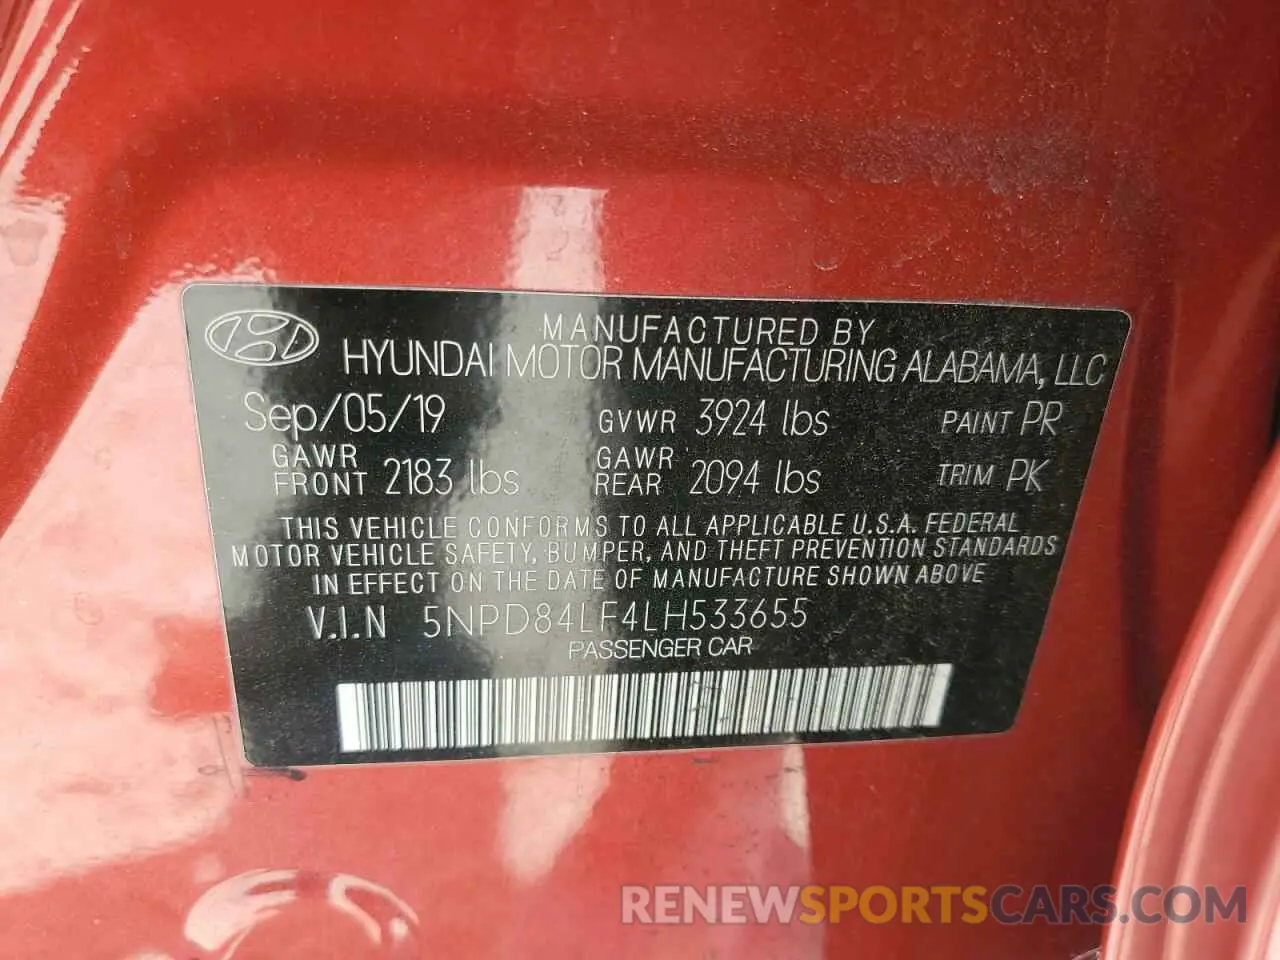 MANUFACTURED BY
HYUNDAI MOTOR MANUFACTURING ALABAMA, LLC
Sep/05/19 GVWR 3924 lbs PAINT PR
GAWR FRONT 2183 lbs GAWR REAR 2094 lbs TRIM PK
THIS VEHICLE CONFORMS TO ALL APPLICABLE U.S.A. FEDERAL
MOTOR VEHICLE SAFETY, BUMPER, AND THEFT PREVENTION STANDARDS
IN EFFECT ON THE DATE OF MANUFACTURE SHOWN ABOVE
V.I.N 5NPD84LF4LH533655
PASSENGER CAR
RENEWSPORTSCARS.COM